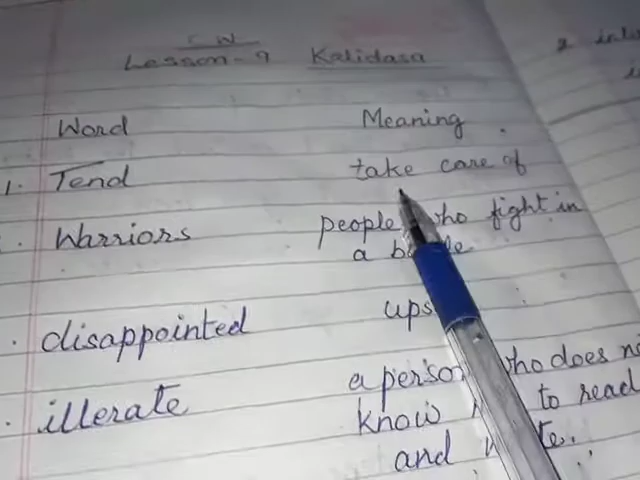 C W
Lesson-9 Kalidasa
Word Meaning
1. Tend take care of
Warriors people who fight in
a
disappointed
illerate a person who does
know to read
and